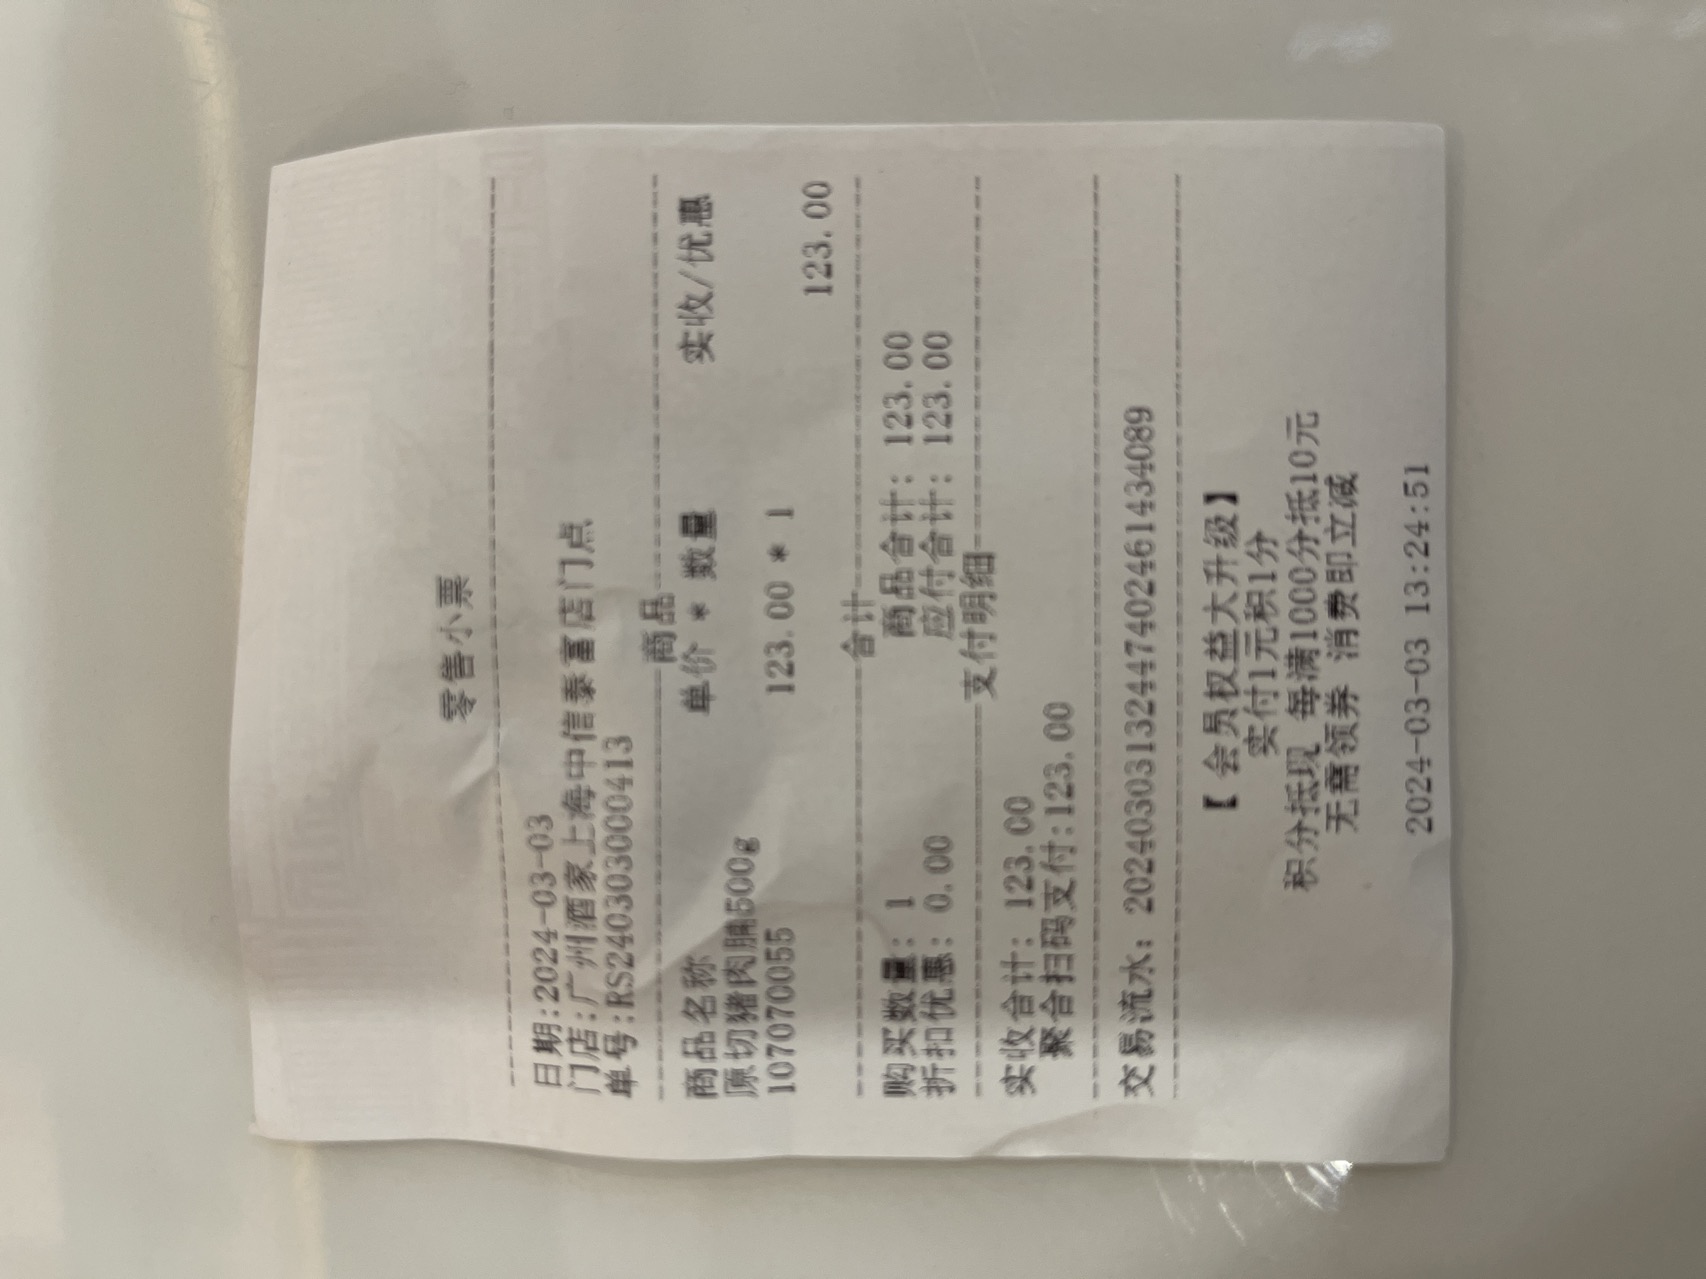 零售小票
日期:2024-03-03
门店:广州酒家上海中信泰富店门点
单号:RS2403030000413
商品
商品名称 单价 * 数量 实收/优惠
原切豬肉脯500g
107070055 123.00 * 1
123.00
合计
购买数量: 1 商品合计: 123.00
折扣优惠: 0.00 应付合计: 123.00
支付明细
实收合计: 123.00
聚合扫码支付:123.00
交易流水: 20240303132447402461434089
【 会员权益大升级】
实付1元积1分
积分抵现 每满1000分抵10元
无需领券 消费即立减
2024-03-03 13:24:51